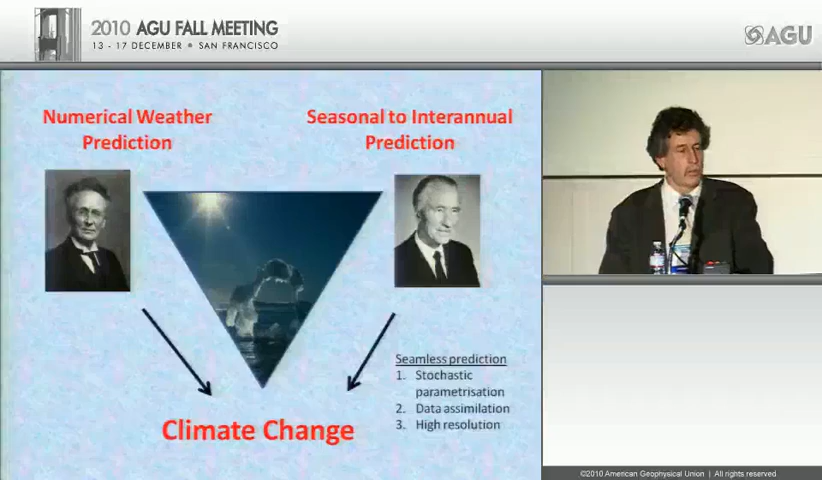 2010 AGU FALL MEETING
13 - 17 DECEMBER • SAN FRANCISCO
AGU
Numerical Weather
Prediction
Seasonal to Interannual
Prediction
Seamless prediction
1. Stochastic
parametrisation
2. Data assimilation
3. High resolution
Climate Change
©2010 American Geophysical Union | All rights reserved